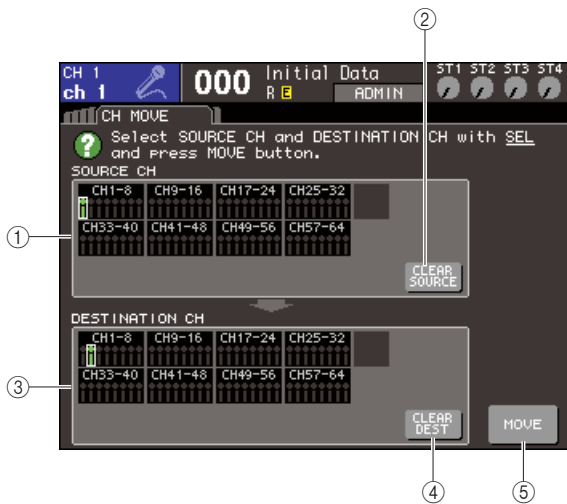 ②
CH 1
ch 1
000
Initial Data
R E
ADMIN
ST1 ST2 ST3 ST4
CH MOVE
? Select SOURCE CH and DESTINATION CH with SEL
and press MOVE button.
SOURCE CH
CH1-8 CH9-16 CH17-24 CH25-32
①
CH33-40 CH41-48 CH49-56 CH57-64
CLEAR
SOURCE
DESTINATION CH
CH1-8 CH9-16 CH17-24 CH25-32
③
CH33-40 CH41-48 CH49-56 CH57-64
CLEAR
DEST
MOVE
④ ⑤